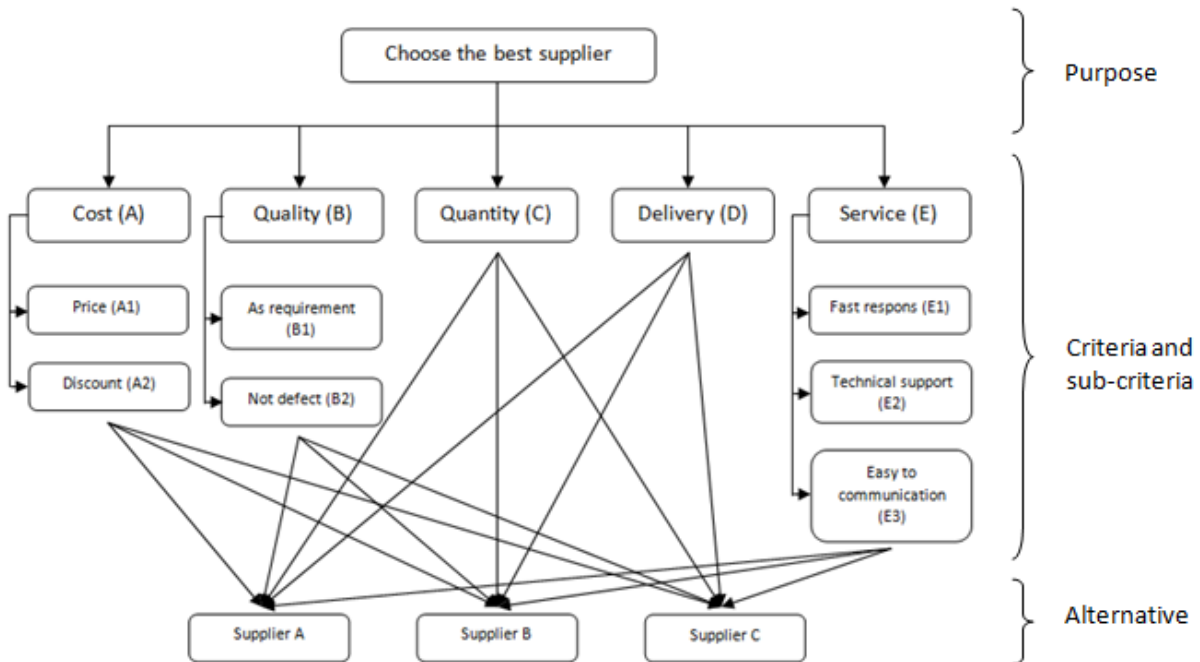 Choose the best supplier
Purpose
Cost (A)
Quality (B)
Quantity (C)
Delivery (D)
Service (E)
Price (A1)
As requirement
(B1)
Fast respons (E1)
Criteria and
sub-criteria
Discount (A2)
Not defect (B2)
Technical support
(E2)
Easy to
communication
(E3)
Supplier A
Supplier B
Supplier C
Alternative